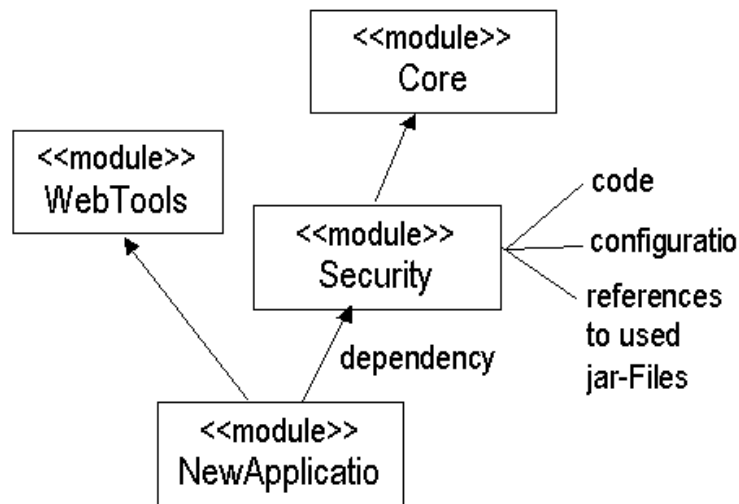 <<module>>
Core
<<module>>
WebTools
<<module>>
Security
code
configuratio
references
to used
jar-Files
dependency
<<module>>
NewApplicatio